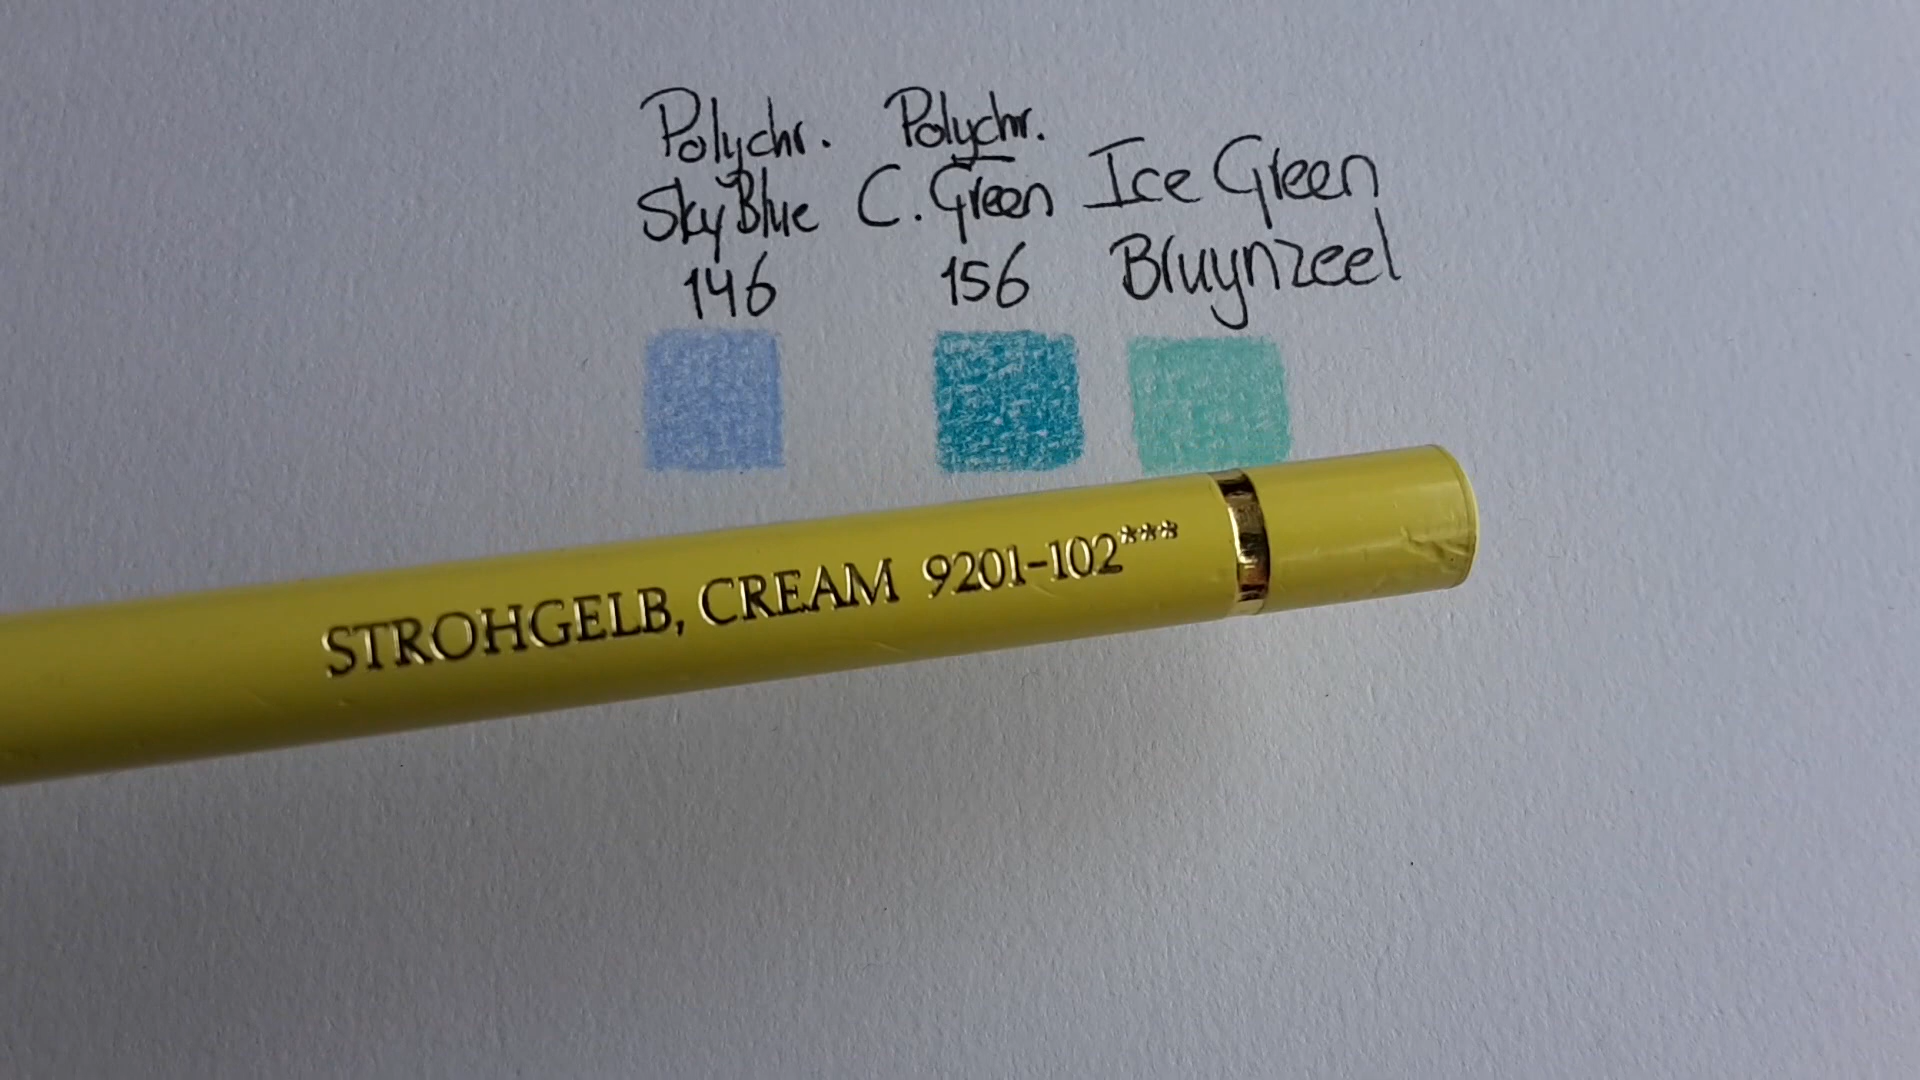 Polychr.
Sky Blue
146
Polychr.
C. Green
156
Ice Green
Bruynzeel
STROHGELB, CREAM 9201-102***